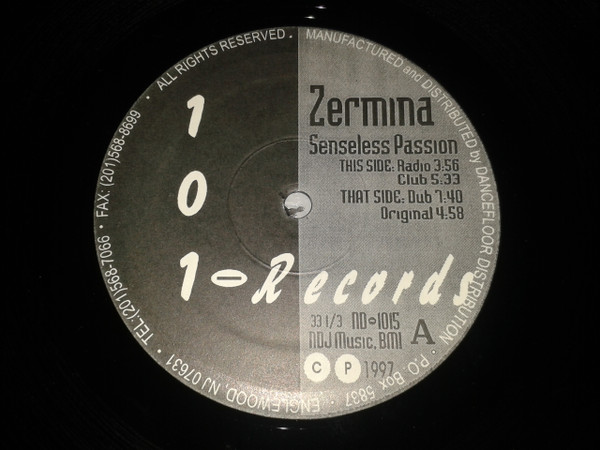 ALL RIGHTS RESERVED. MANUFACTURED and DISTRIBUTED by DANCEFLOOR DISTRIBUTION • P.O. Box 5837 • ENGLEWOOD, NJ 07631 • TEL:(201)568-7066 • FAX: (201)568-8699 •
1
0
1-Records
Zermina
Senseless Passion
THIS SIDE: Radio 3:56
Club 5:33
THAT SIDE: Dub 7:40
Original 4:58
33 1/3 ND-1015
NDJ Music, BMI A
C P 1997